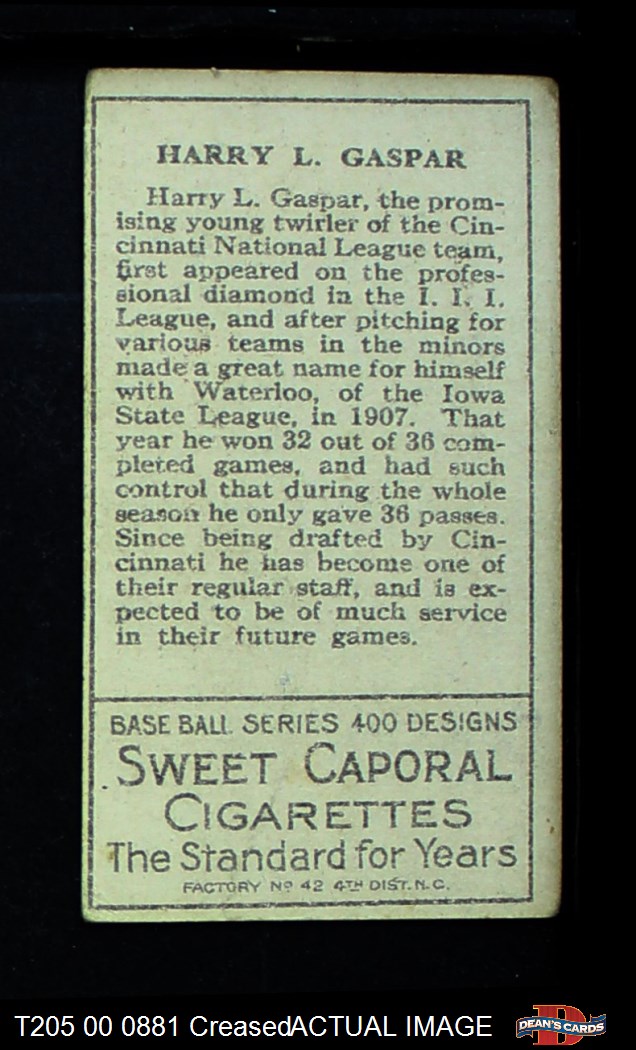 HARRY L. GASPAR
Harry L. Gaspar, the prom-
ising young twirler of the Cin-
cinnati National League team,
first appeared on the profes-
sional diamond in the I. I. I.
League, and after pitching for
various teams in the minors
made a great name for himself
with Waterloo, of the Iowa
State League, in 1907. That
year he won 32 out of 36 com-
pleted games, and had such
control that during the whole
season he only gave 36 passes.
Since being drafted by Cin-
cinnati he has become one of
their regular staff, and is ex-
pected to be of much service
in their future games.
BASE BALL SERIES 400 DESIGNS
SWEET CAPORAL
CIGARETTES
The Standard for Years
FACTORY No 42 4TH DIST. N.C.
T205 00 0881 Creased ACTUAL IMAGE
D
DEAN'S CARDS